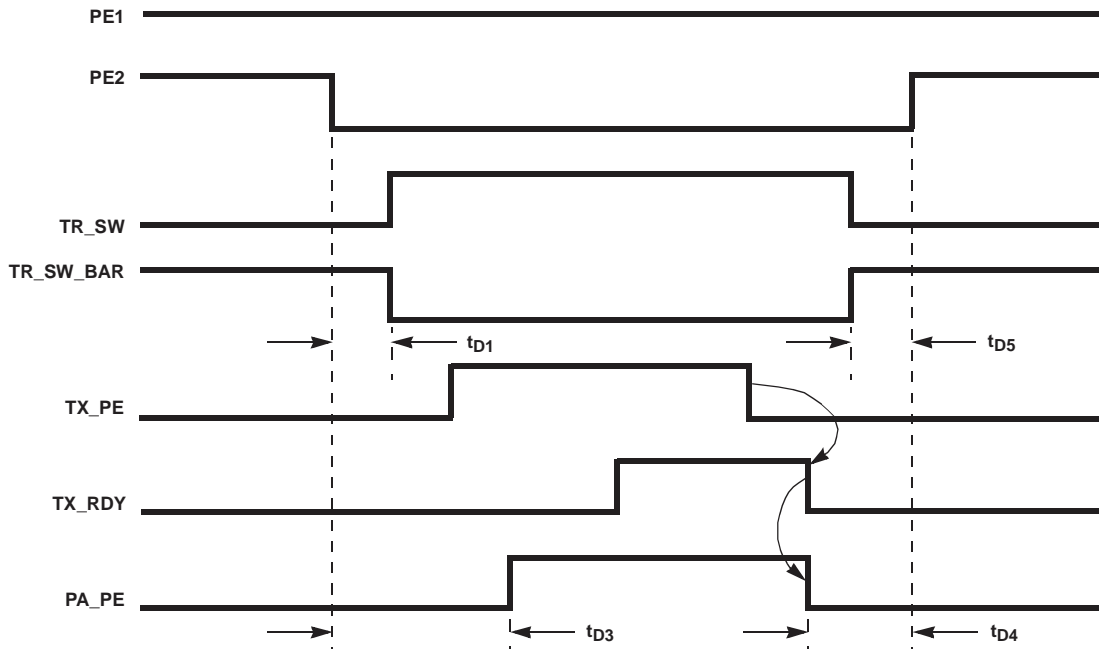 PE1
PE2
TR_SW
TR_SW_BAR
tD1
tD5
TX_PE
TX_RDY
PA_PE
tD3
tD4